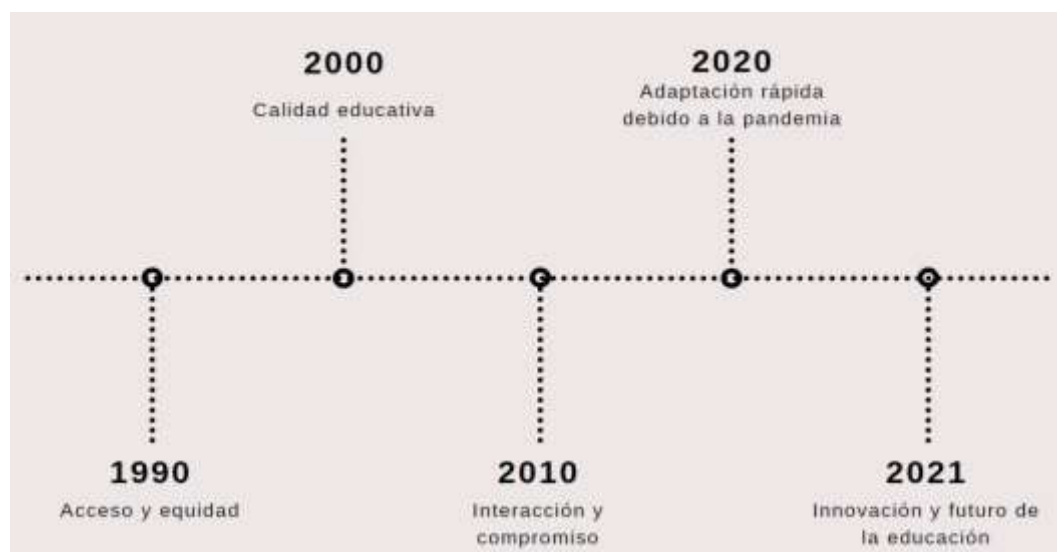 2000
Calidad educativa
2020
Adaptación rápida
debido a la pandemia
1990
Acceso y equidad
2010
Interacción y
compromiso
2021
Innovación y futuro de
la educación